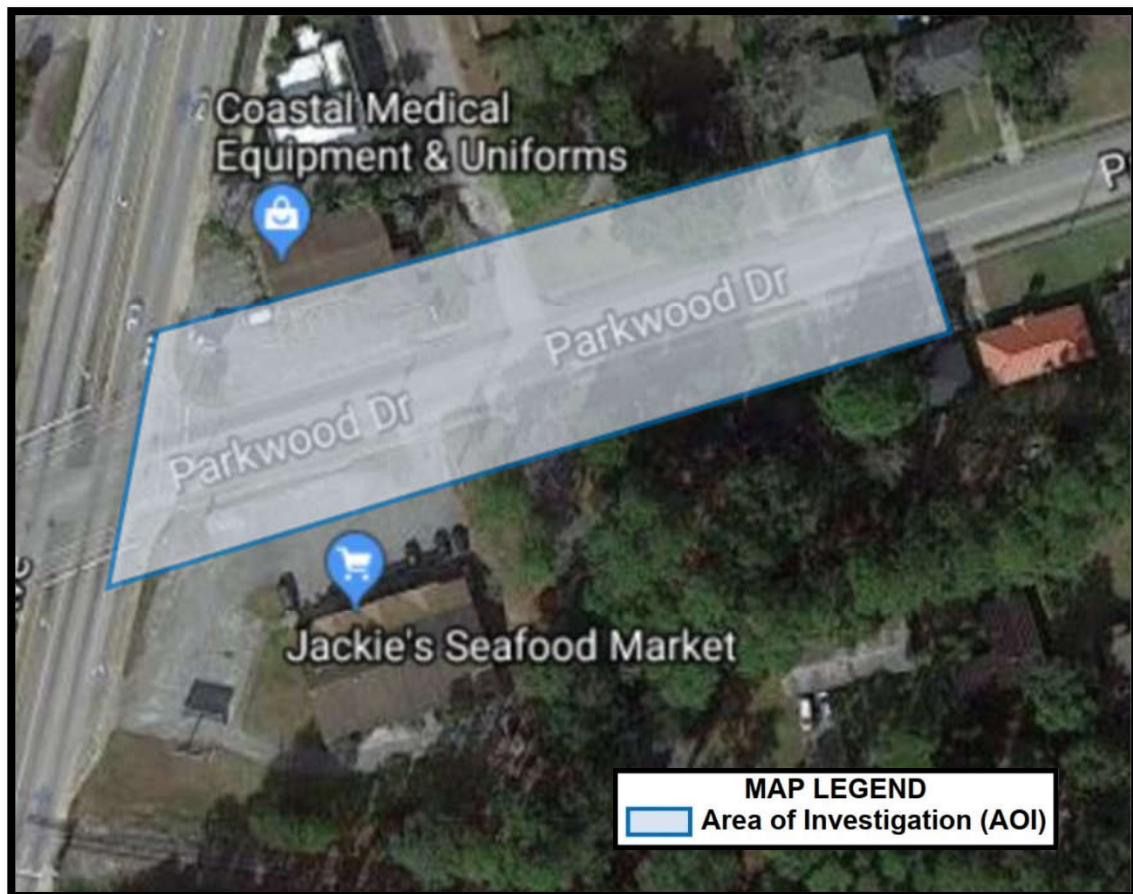 Coastal Medical
Equipment & Uniforms
Parkwood Dr
Parkwood Dr
Jackie's Seafood Market
MAP LEGEND
Area of Investigation (AOI)